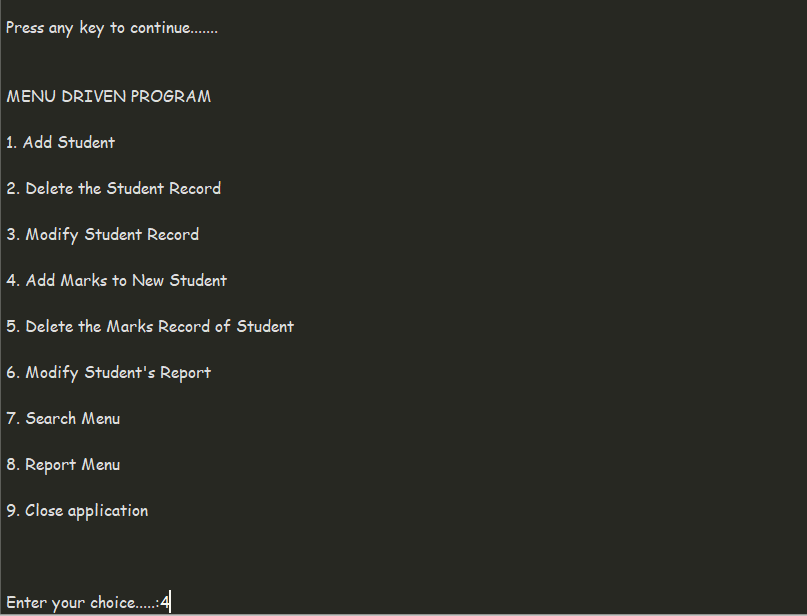 Press any key to continue.......
MENU DRIVEN PROGRAM
1. Add Student
2. Delete the Student Record
3. Modify Student Record
4. Add Marks to New Student
5. Delete the Marks Record of Student
6. Modify Student's Report
7. Search Menu
8. Report Menu
9. Close application
Enter your choice.....:4